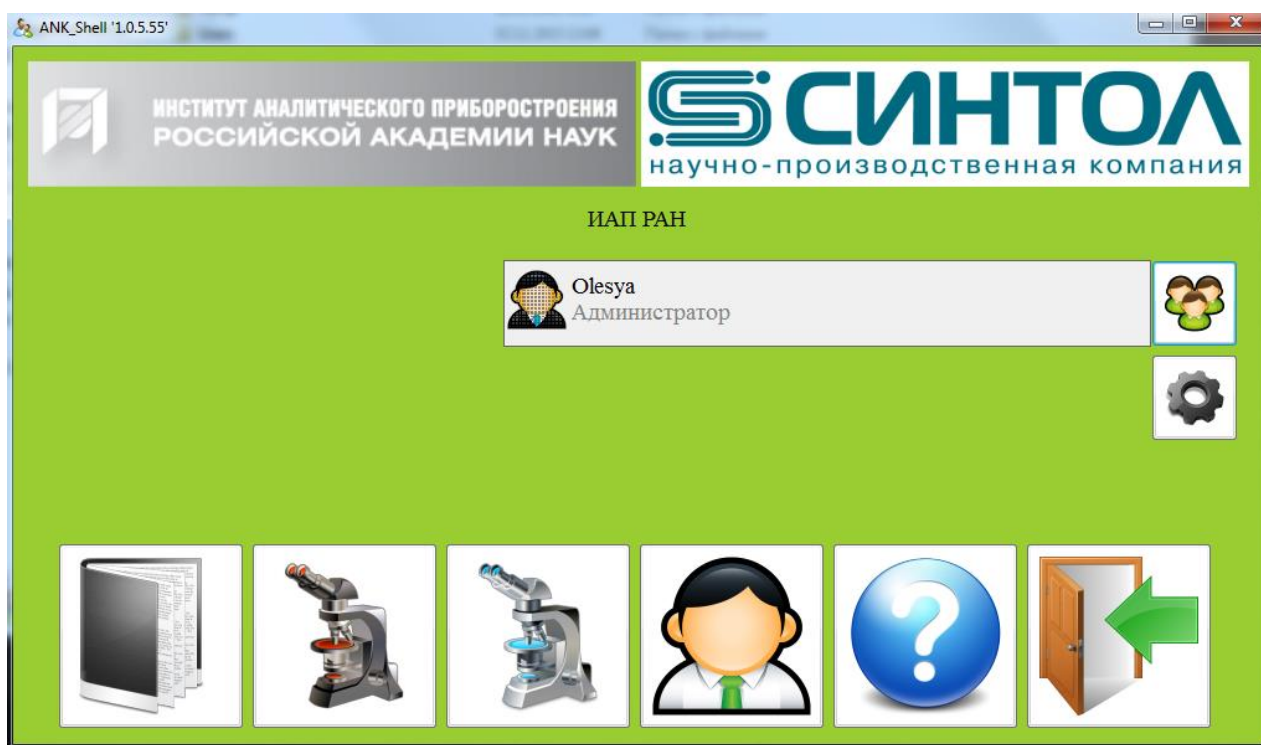 ANK_Shell '1.0.5.55'
ИНСТИТУТ АНАЛИТИЧЕСКОГО ПРИБОРОСТРОЕНИЯ
РОССИЙСКОЙ АКАДЕМИИ НАУК
СИНТОЛ
научно-производственная компания
ИАП РАН
Olesya
Администратор